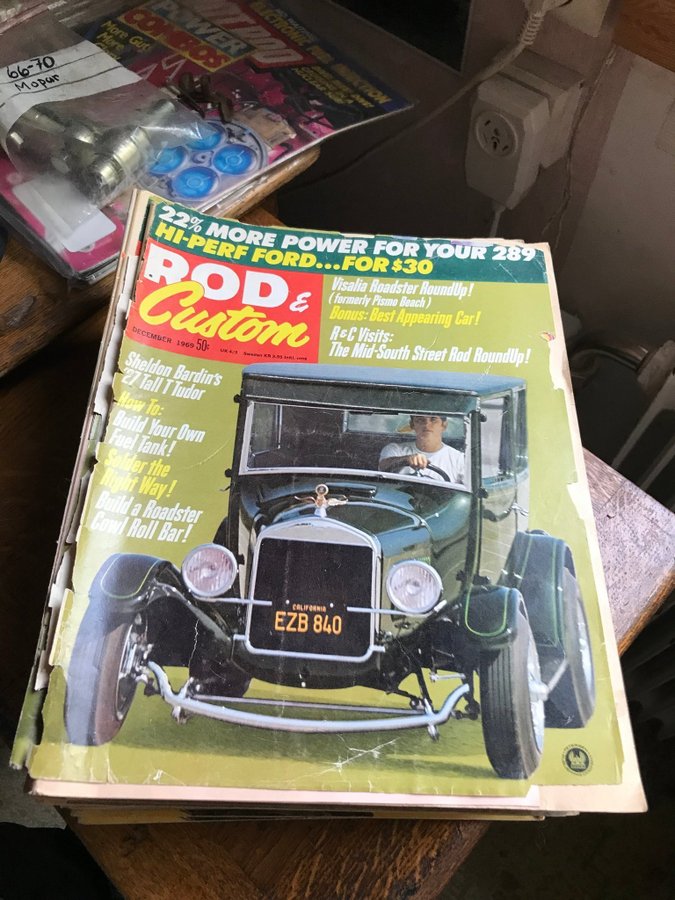 66-70
Mopar
POWER
COMBOS
22% MORE POWER FOR YOUR 289
HI-PERF FORD...FOR $30
ROD &
Custom
DECEMBER 1969 50¢
Visalia Roadster RoundUp!
(formerly Pismo Beach)
Bonus: Best Appearing Car!
R&C Visits:
The Mid-South Street Rod RoundUp!
Sheldon Bardin's
'27 Tall T Tudor
How To:
Build Your Own
Fuel Tank!
Solder the
Right Way!
Build a Roadster
Cowl Roll Bar!
CALIFORNIA
EZB 840